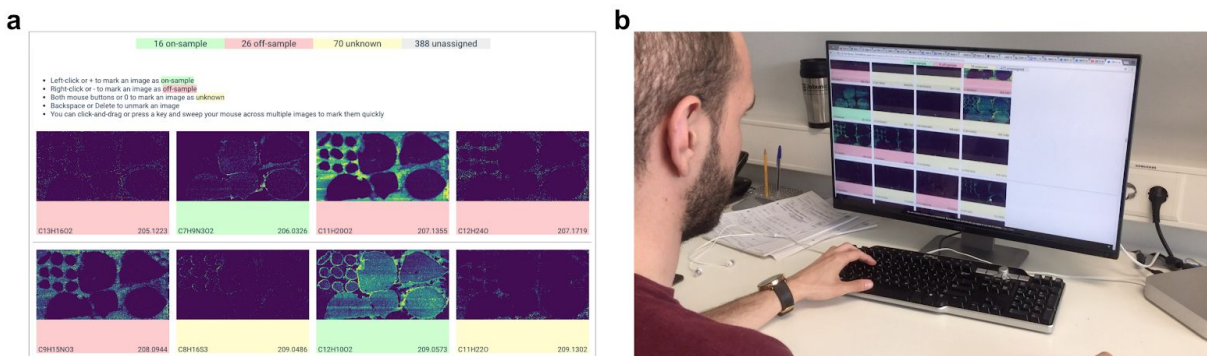 a
b
16 on-sample 26 off-sample 70 unknown 388 unassigned
• Left-click or + to mark an image as on-sample
• Right-click or - to mark an image as off-sample
• Both mouse buttons or 0 to mark an image as unknown
• Backspace or Delete to unmark an image
• You can click-and-drag or press a key and sweep your mouse across multiple images to mark them quickly
C13H16O2 205.1223 C7H9N3O2 206.0326 C11H20O2 207.1355 C12H24O 207.1719
C9H15NO3 208.0944 C8H16S3 209.0486 C12H10O2 209.0573 C11H22O 209.1302